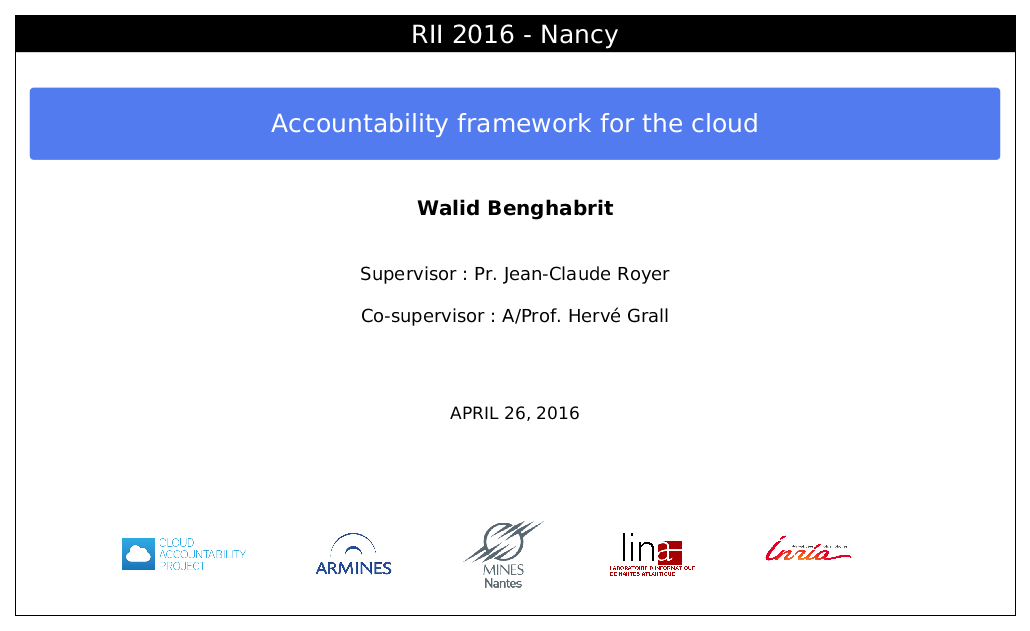 RII 2016 - Nancy
Accountability framework for the cloud
Walid Benghabrit
Supervisor : Pr. Jean-Claude Royer
Co-supervisor : A/Prof. Hervé Grall
APRIL 26, 2016
CLOUD
ACCOUNTABILITY
PROJECT
ARMINES
MINES
Nantes
lina
LABORATOIRE D'INFORMATIQUE
DE NANTES ATLANTIQUE
Inria